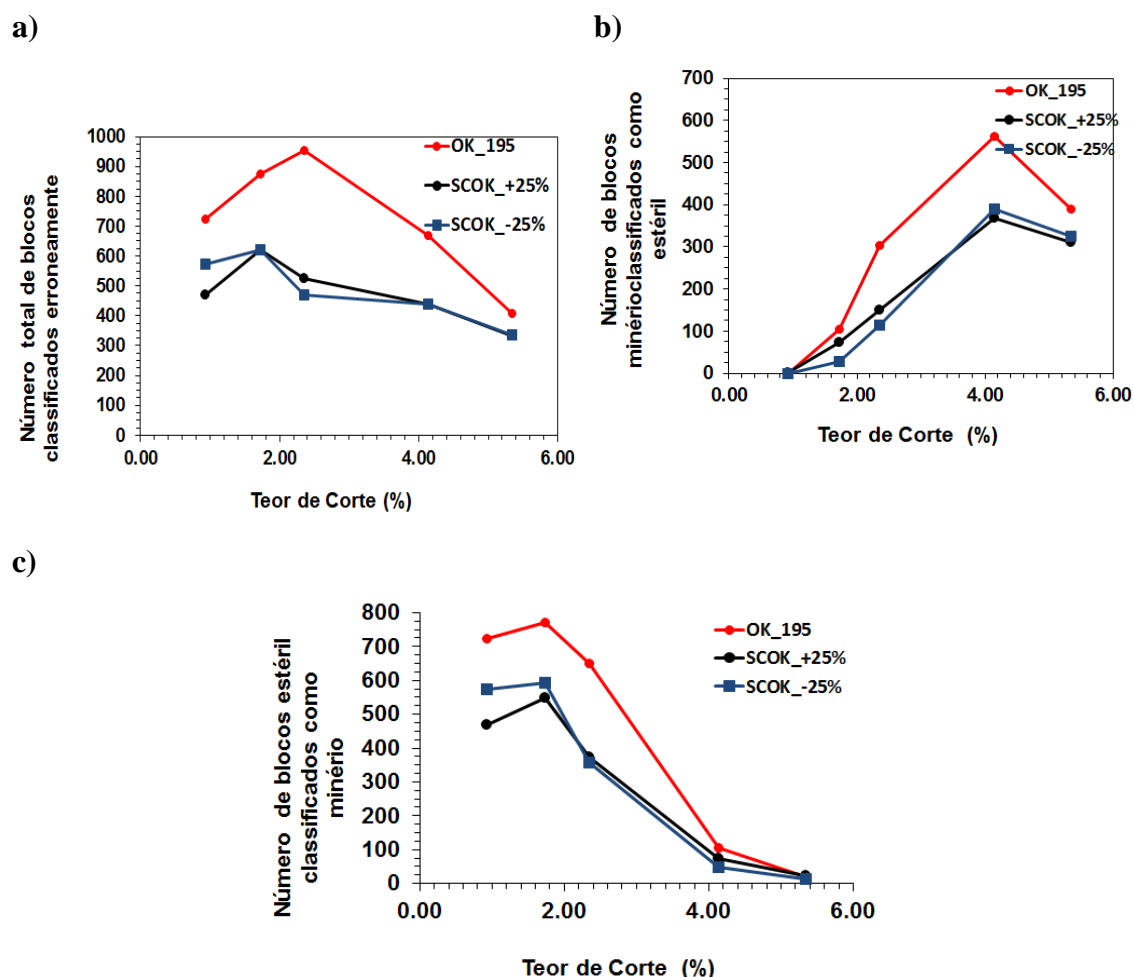 a)
Número total de blocos
classificados erroneamente
1000
900
800
700
600
500
400
300
200
100
0
0.00 2.00 4.00 6.00
Teor de Corte (%)
OK_195
SCOK_+25%
SCOK_-25%
b)
Número de blocos
minérioclassificados como
estéril
700
600
500
400
300
200
100
0
0.00 2.00 4.00 6.00
Teor de Corte (%)
OK_195
SCOK_+25%
SCOK_-25%
c)
Número de blocos estéril
classificados como
minério
800
700
600
500
400
300
200
100
0
0.00 2.00 4.00 6.00
Teor de Corte (%)
OK_195
SCOK_+25%
SCOK_-25%